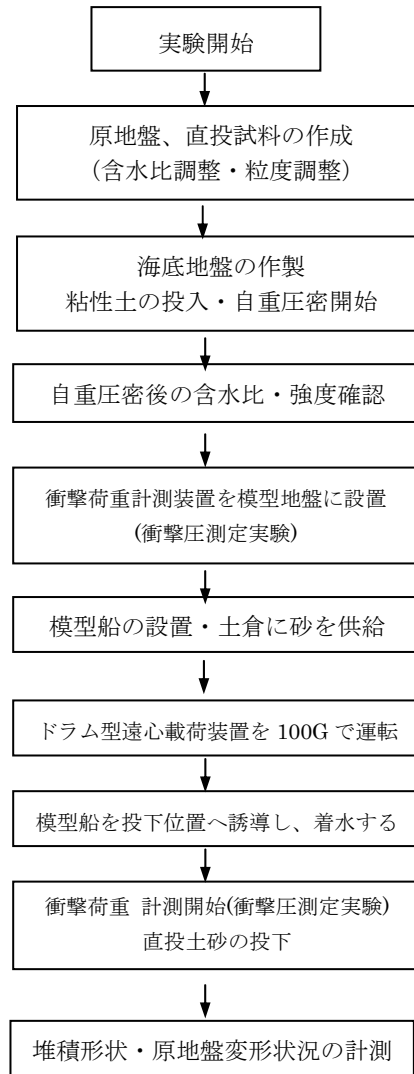 実験開始
原地盤、直投試料の作成
（含水比調整・粒度調整）
海底地盤の作製
粘性土の投入・自重圧密開始
自重圧密後の含水比・強度確認
衝撃荷重計測装置を模型地盤に設置
(衝撃圧測定実験)
模型船の設置・土倉に砂を供給
ドラム型遠心載荷装置を 100G で運転
模型船を投下位置へ誘導し、着水する
衝撃荷重 計測開始(衝撃圧測定実験)
直投土砂の投下
堆積形状・原地盤変形状況の計測